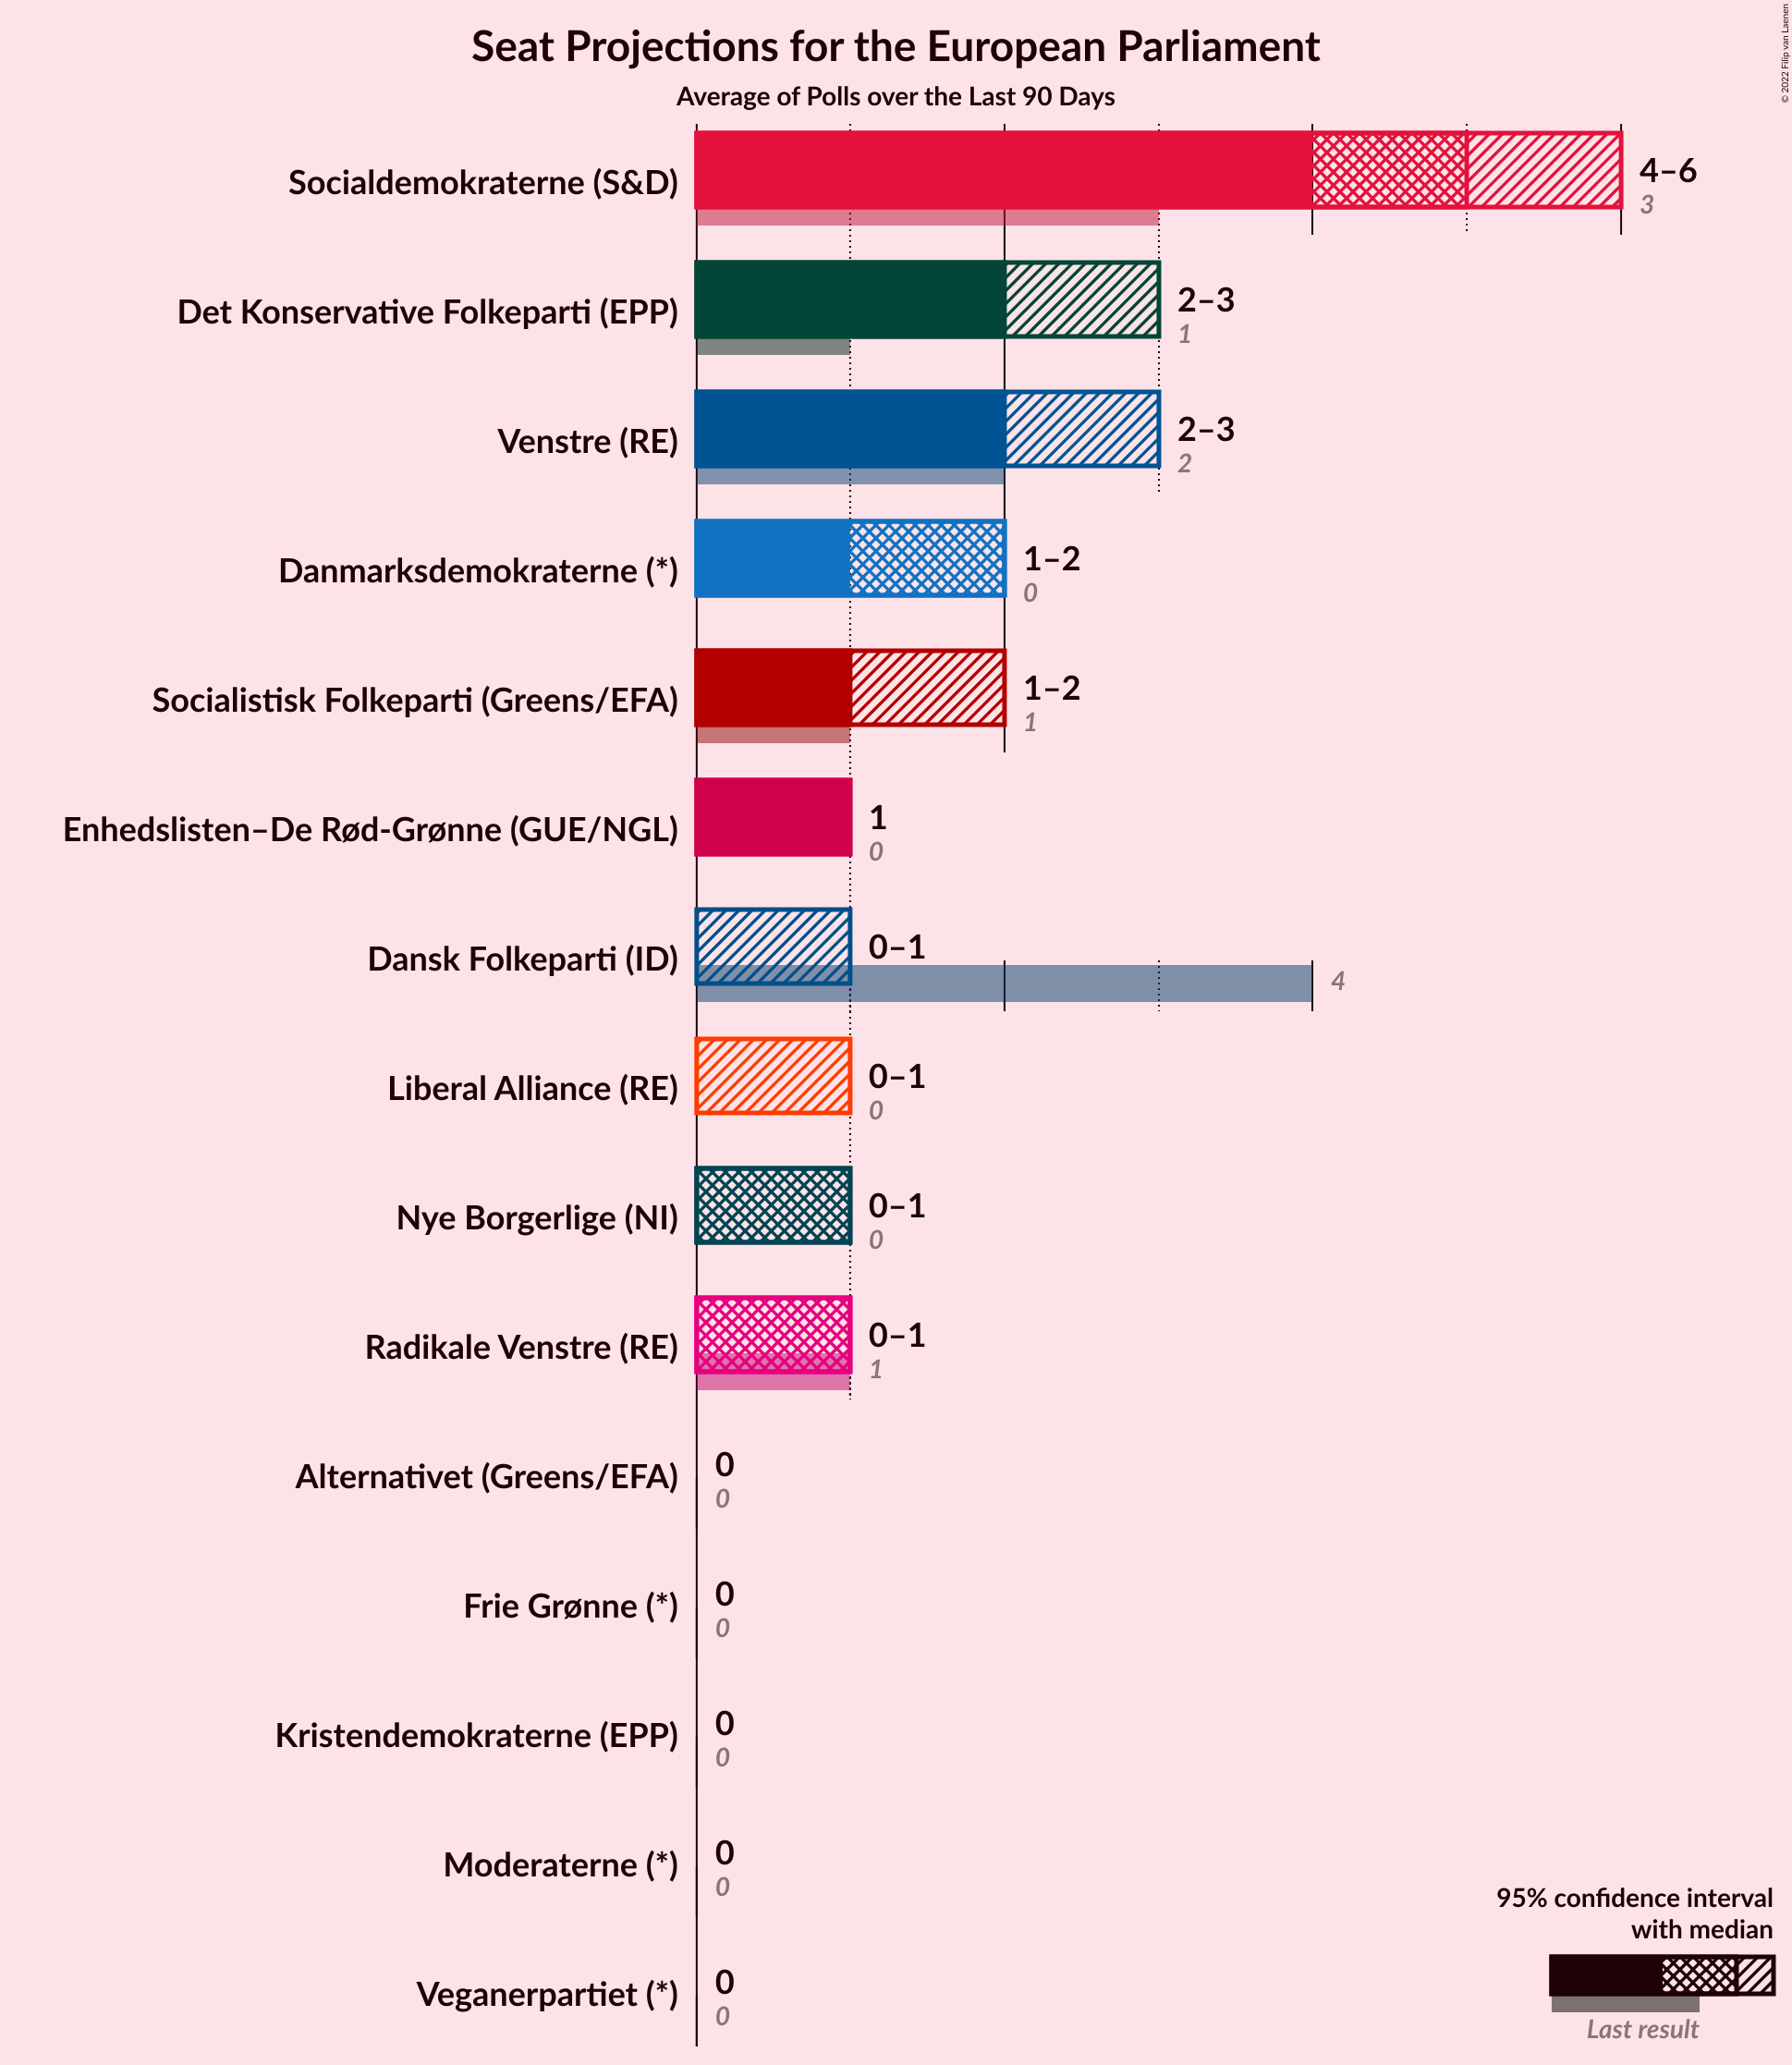 Seat Projections for the European Parliament
Average of Polls over the Last 90 Days
© 2022 Filip van Laenen
Socialdemokraterne (S&D)
4–6
3
Det Konservative Folkeparti (EPP)
2–3
1
Venstre (RE)
2–3
2
Danmarksdemokraterne (*)
1–2
0
Socialistisk Folkeparti (Greens/EFA)
1–2
1
Enhedslisten–De Rød-Grønne (GUE/NGL)
1
0
Dansk Folkeparti (ID)
0–1
4
Liberal Alliance (RE)
0–1
0
Nye Borgerlige (NI)
0–1
0
Radikale Venstre (RE)
0–1
1
Alternativet (Greens/EFA)
0
0
Frie Grønne (*)
0
0
Kristendemokraterne (EPP)
0
0
Moderaterne (*)
0
0
Veganerpartiet (*)
0
0
95% confidence interval
with median
Last result